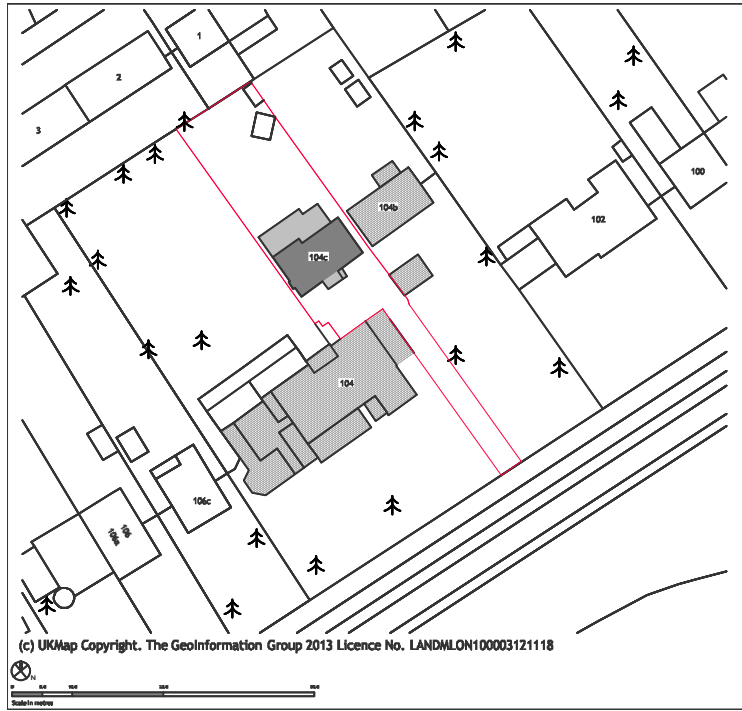 1
2
3
100
104b
102
104c
104
106c
106
106a
(c) UKMap Copyright. The GeoInformation Group 2013 Licence No. LANDMLON100003121118
N
Scale in metres